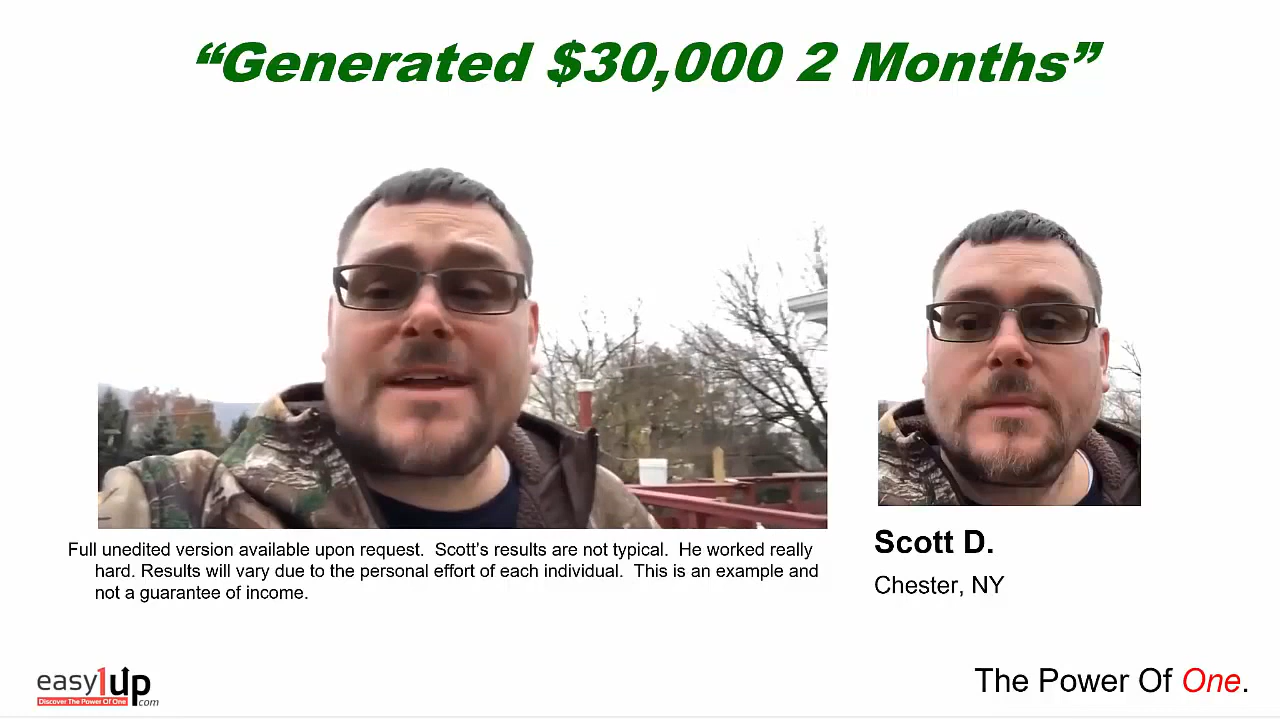 “Generated $30,000 2 Months”
Full unedited version available upon request.  Scott's results are not typical.  He worked really
hard. Results will vary due to the personal effort of each individual.  This is an example and
not a guarantee of income.
Scott D.
Chester, NY
easy1up
Discover The Power Of One .com
The Power Of One.